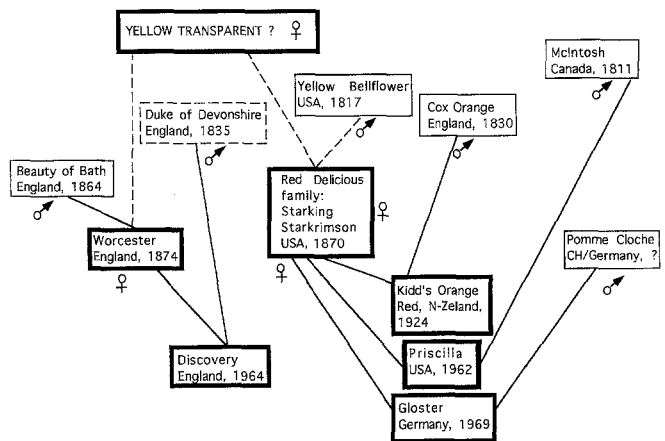 YELLOW TRANSPARENT ? ♀
McIntosh
Canada, 1811
♂
Yellow Bellflower
USA, 1817
♂
Cox Orange
England, 1830
♂
Duke of Devonshire
England, 1835
♂
Beauty of Bath
England, 1864
♂
Red Delicious
family:
Starking
Starkrimson
USA, 1870
♀
♀
Worcester
England, 1874
♀
Pomme Cloche
CH/Germany, ?
♂
Kidd's Orange
Red, N-Zeland,
1924
Discovery
England, 1964
Priscilla
USA, 1962
Gloster
Germany, 1969